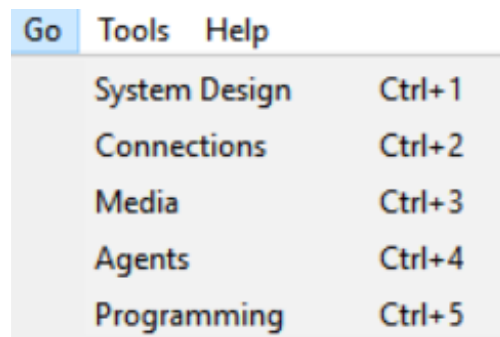 Go Tools Help
System Design Ctrl+1
Connections Ctrl+2
Media Ctrl+3
Agents Ctrl+4
Programming Ctrl+5